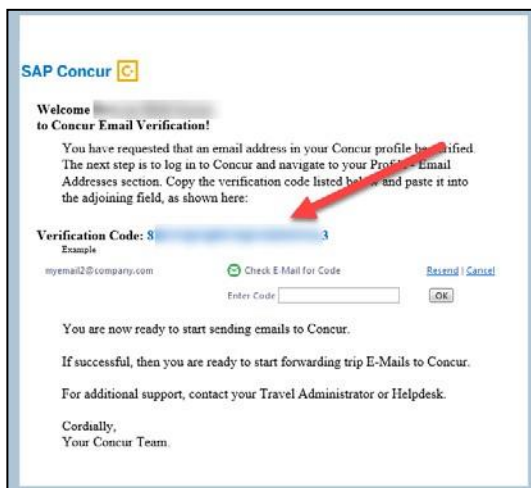 SAP Concur C
Welcome
to Concur Email Verification!
You have requested that an email address in your Concur profile be verified.
The next step is to log in to Concur and navigate to your Profile - Email
Addresses section. Copy the verification code listed below and paste it into
the adjoining field, as shown here:
Verification Code: 8 3
Example
myemail2@company.com Check E-Mail for Code Resend | Cancel
Enter Code OK
You are now ready to start sending emails to Concur.
If successful, then you are ready to start forwarding trip E-Mails to Concur.
For additional support, contact your Travel Administrator or Helpdesk.
Cordially,
Your Concur Team.